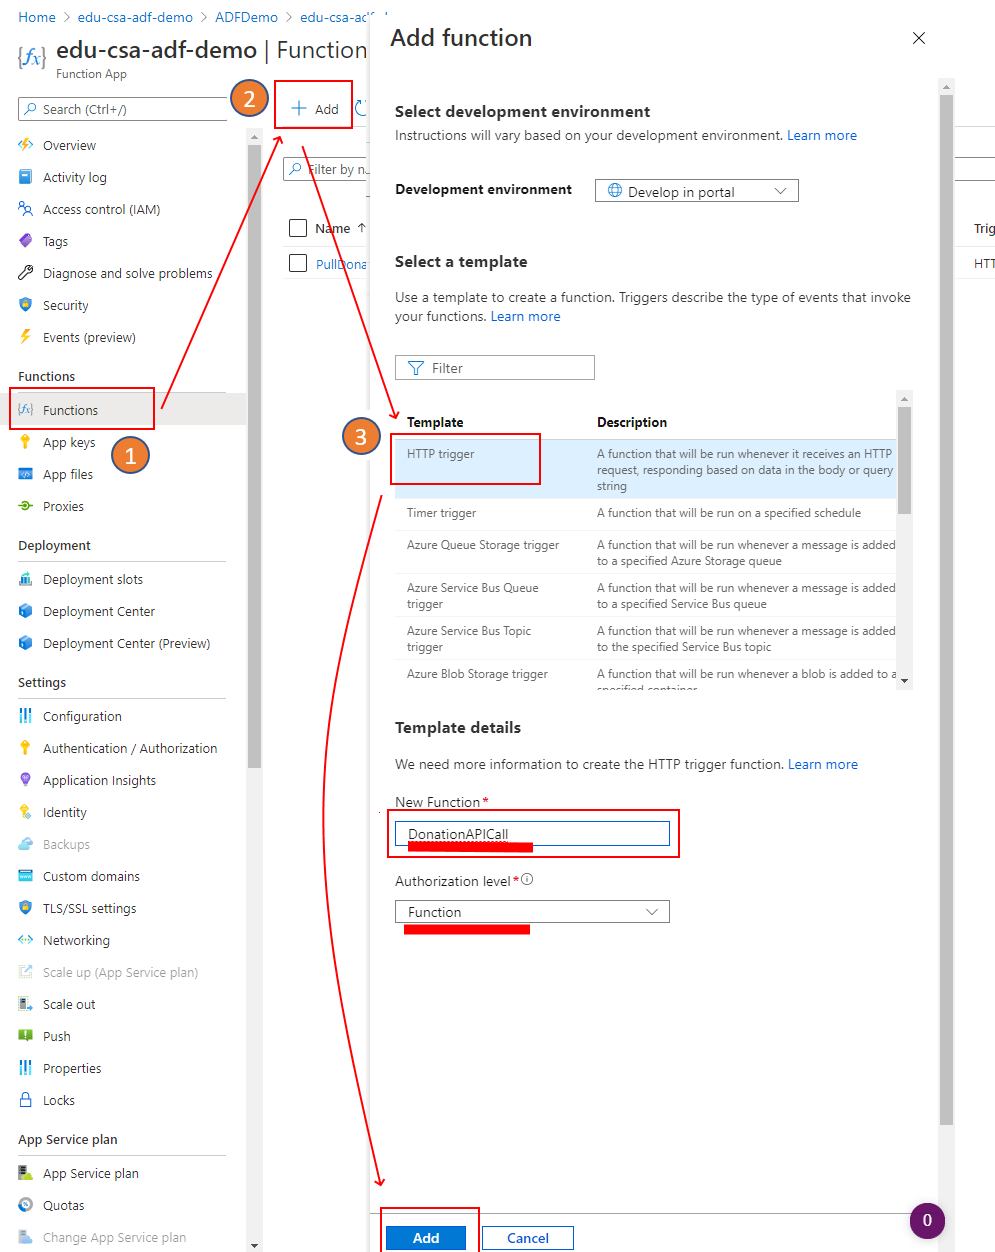 Home > edu-csa-adf-demo > ADFDemo > edu-csa-adf-d
edu-csa-adf-demo | Function
Function App
Search (Ctrl+/)
Overview
Activity log
Access control (IAM)
Tags
Diagnose and solve problems
Security
Events (preview)
Functions
Functions
App keys
App files
Proxies
Deployment
Deployment slots
Deployment Center
Deployment Center (Preview)
Settings
Configuration
Authentication / Authorization
Application Insights
Identity
Backups
Custom domains
TLS/SSL settings
Networking
Scale up (App Service plan)
Scale out
Push
Properties
Locks
App Service plan
App Service plan
Quotas
Change App Service plan
1
2
+ Add
Filter by n
Name ↑
PullDona
Trig
HTT
3
Add function
Select development environment
Instructions will vary based on your development environment. Learn more
Development environment
Develop in portal
Select a template
Use a template to create a function. Triggers describe the type of events that invoke
your functions. Learn more
Filter
Template Description
HTTP trigger A function that will be run whenever it receives an HTTP
request, responding based on data in the body or query
string
Timer trigger A function that will be run on a specified schedule
Azure Queue Storage trigger A function that will be run whenever a message is added
to a specified Azure Storage queue
Azure Service Bus Queue A function that will be run whenever a message is added
trigger to a specified Service Bus queue
Azure Service Bus Topic A function that will be run whenever a message is added
trigger to the specified Service Bus topic
Azure Blob Storage trigger A function that will be run whenever a blob is added to a
specified container
Template details
We need more information to create the HTTP trigger function. Learn more
New Function *
DonationAPICall
Authorization level *
Function
Add Cancel
0